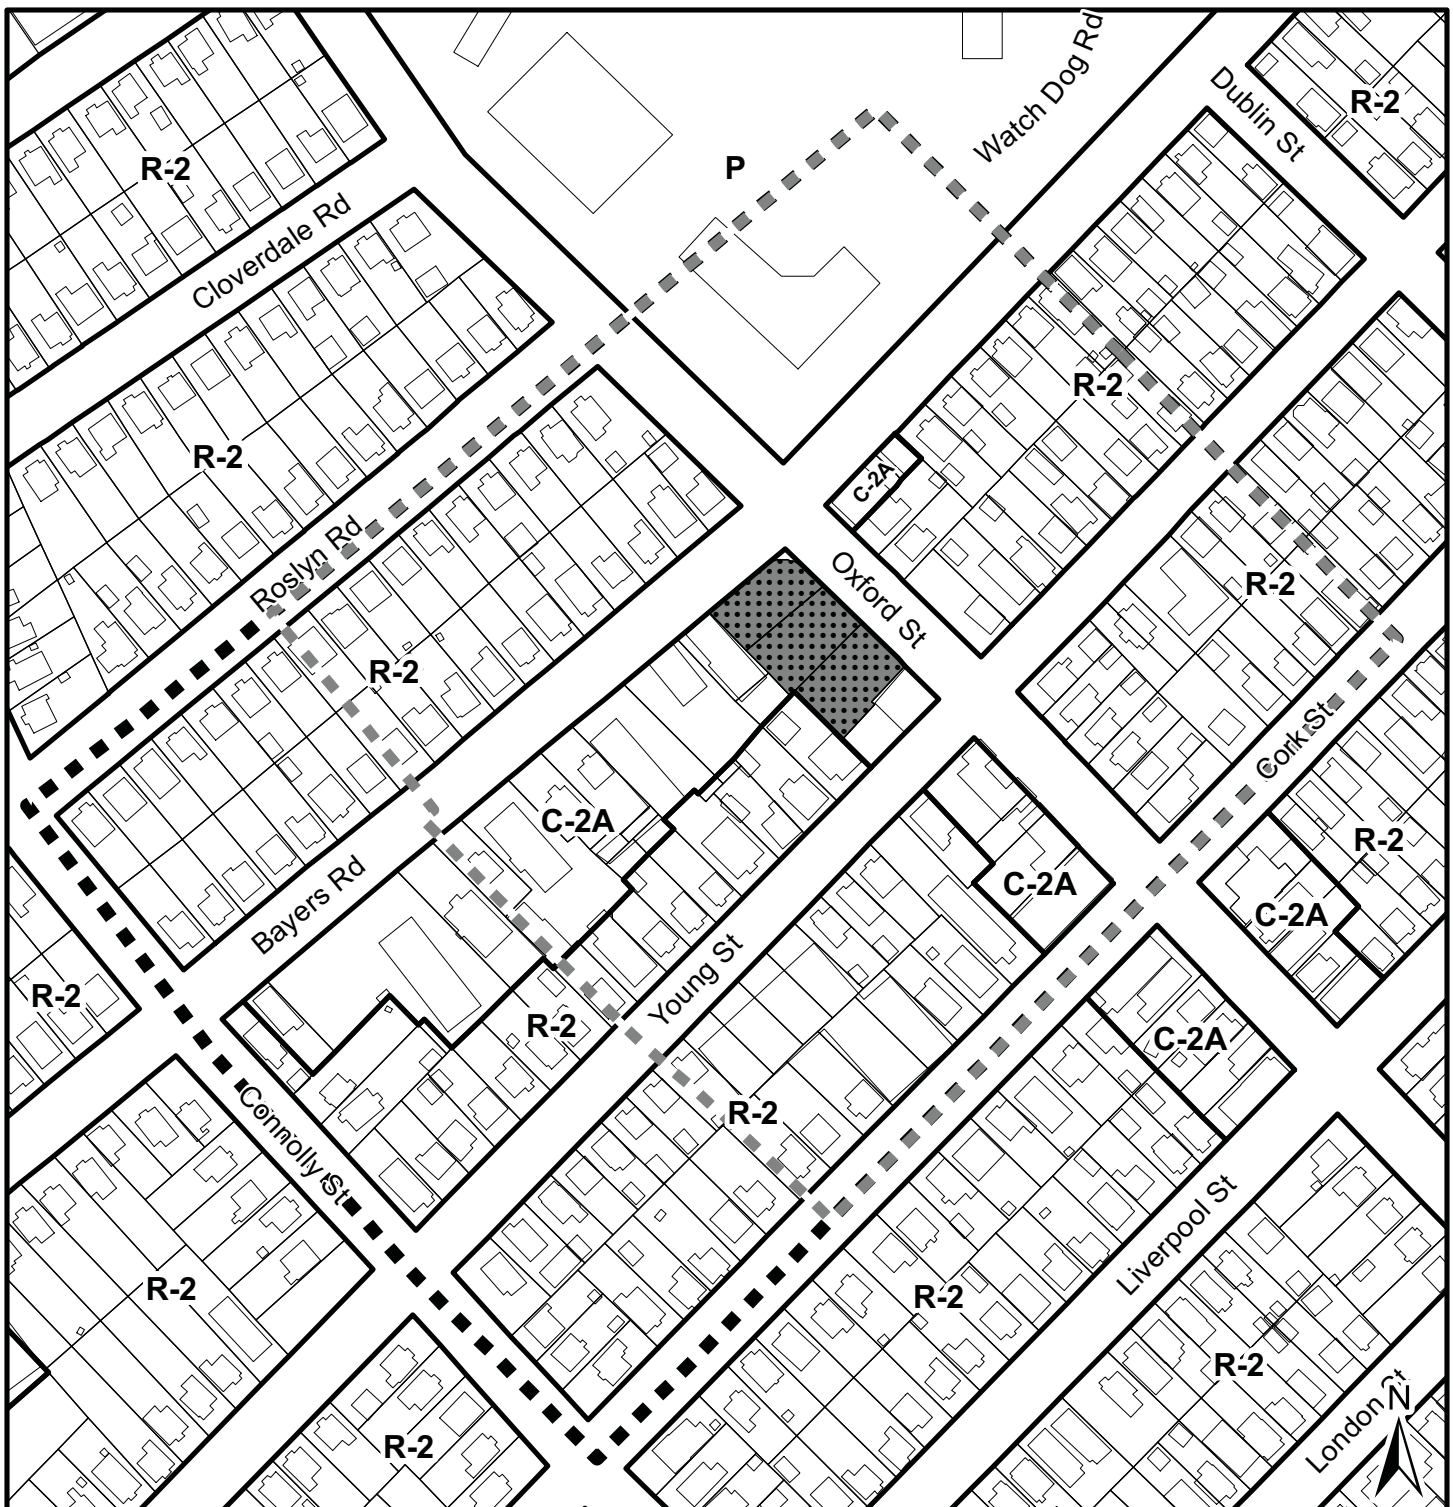 Watch Dog Rd
Dublin St
R-2
R-2
P
Cloverdale Rd
R-2
R-2
C-2A
Roslyn Rd
Oxford St
R-2
R-2
Cork St
C-2A
R-2
C-2A
C-2A
Bayers Rd
Young St
R-2
R-2
C-2A
Connolly St
R-2
Liverpool St
R-2
R-2
R-2
London St
N
R-2